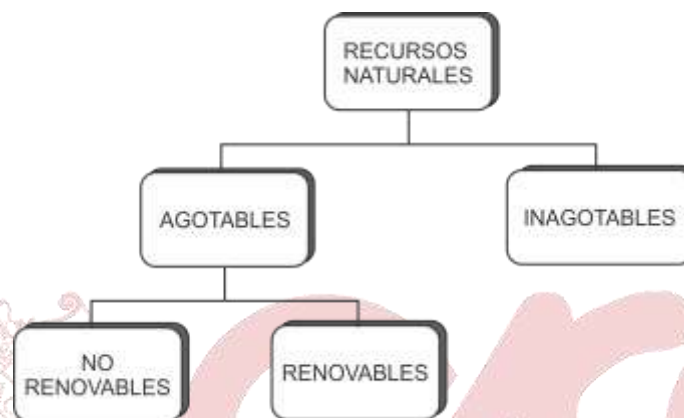 RECURSOS
NATURALES
AGOTABLES
INAGOTABLES
NO
RENOVABLES
RENOVABLES